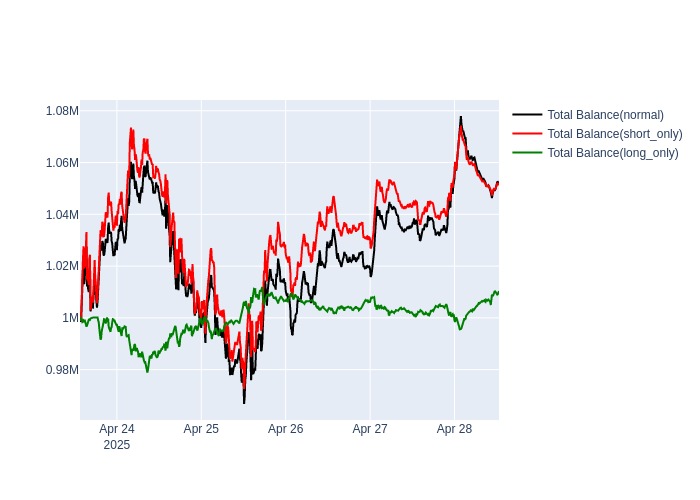 1.08M
1.06M
1.04M
1.02M
1M
0.98M
Apr 24
2025
Apr 25
Apr 26
Apr 27
Apr 28
Total Balance(normal)
Total Balance(short_only)
Total Balance(long_only)